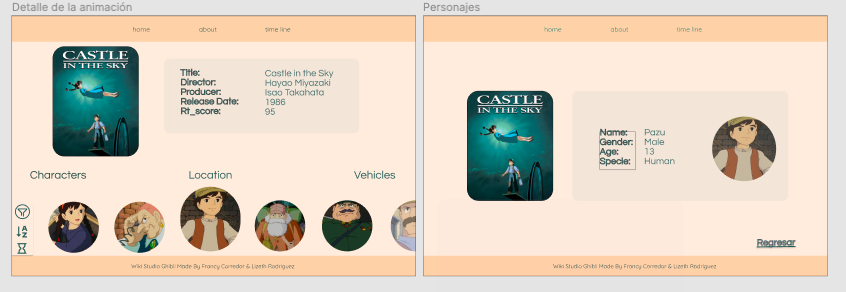 Detalle de la animación
home about time line
CASTLE
IN THE SKY
Title: Castle in the Sky
Director: Hayao Miyazaki
Producer: Isao Takahata
Release Date: 1986
Rt_score: 95
Characters Location Vehicles
A
Z
Wiki Studio Ghibli Made By Francy Corredor & Lizeth Rodriguez
Personajes
home about time line
CASTLE
IN THE SKY
Name: Pazu
Gender: Male
Age: 13
Specie: Human
Regresar
Wiki Studio Ghibli Made By Francy Corredor & Lizeth Rodriguez